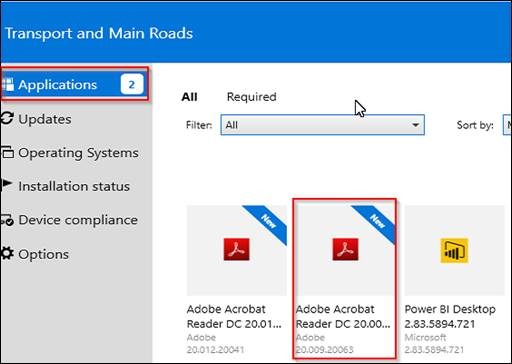 Transport and Main Roads
Applications 2
Updates
Operating Systems
Installation status
Device compliance
Options
All Required
Filter: All Sort by:
New
Adobe Acrobat
Reader DC 20.01...
Adobe
20.012.20041
New
Adobe Acrobat
Reader DC 20.00...
Adobe
20.009.20063
Power BI Desktop
2.83.5894.721
Microsoft
2.83.5894.721